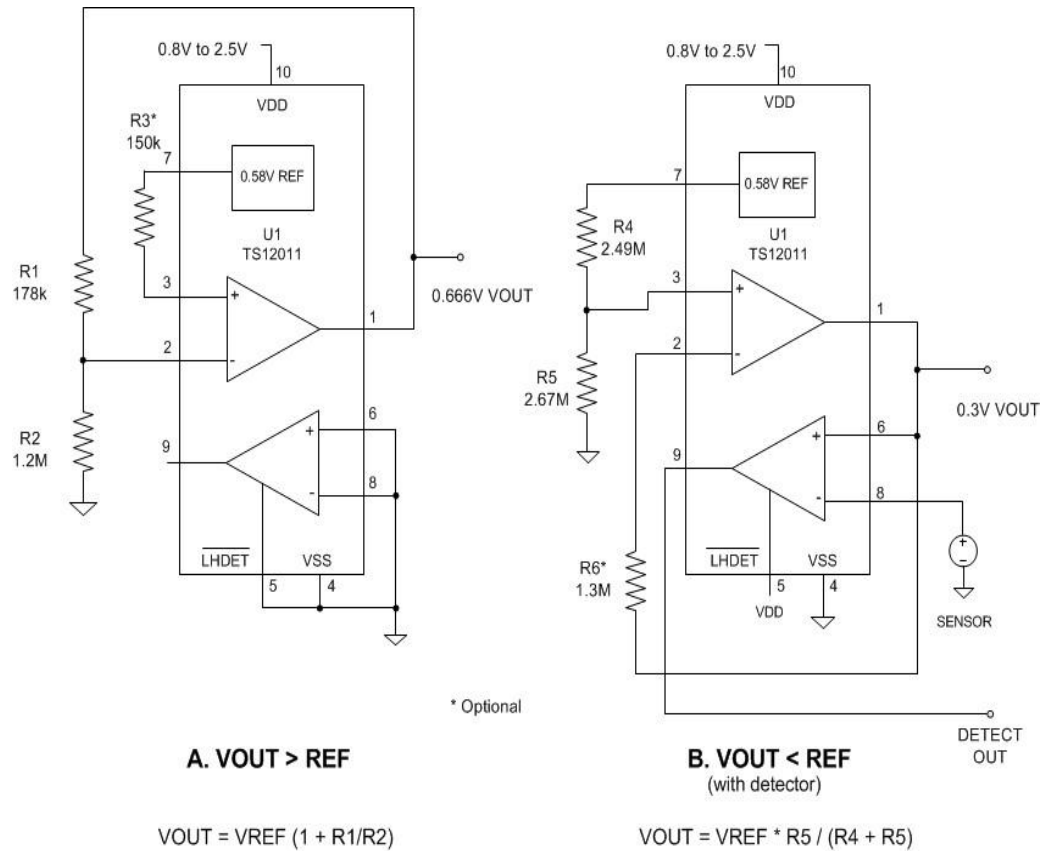 0.8V to 2.5V
10
VDD
R3*
150k
7
0.58V REF
U1
TS12011
R1
178k
3
+
1
0.666V VOUT
2
-
R2
1.2M
6
+
9
8
-
LHDET
VSS
5
4
0.8V to 2.5V
10
VDD
7
0.58V REF
R4
2.49M
U1
TS12011
3
+
1
2
-
R5
2.67M
0.3V VOUT
6
+
9
8
-
+
-
LHDET
VSS
R6*
1.3M
5
4
VDD
SENSOR
* Optional
DETECT
OUT
A. VOUT > REF
B. VOUT < REF
(with detector)
VOUT = VREF (1 + R1/R2)
VOUT = VREF * R5 / (R4 + R5)